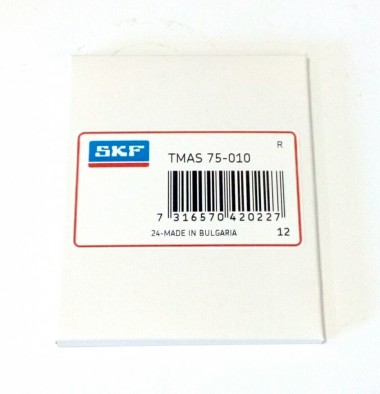 R
SKF
TMAS 75-010
7 316570 420227
24-MADE IN BULGARIA
12